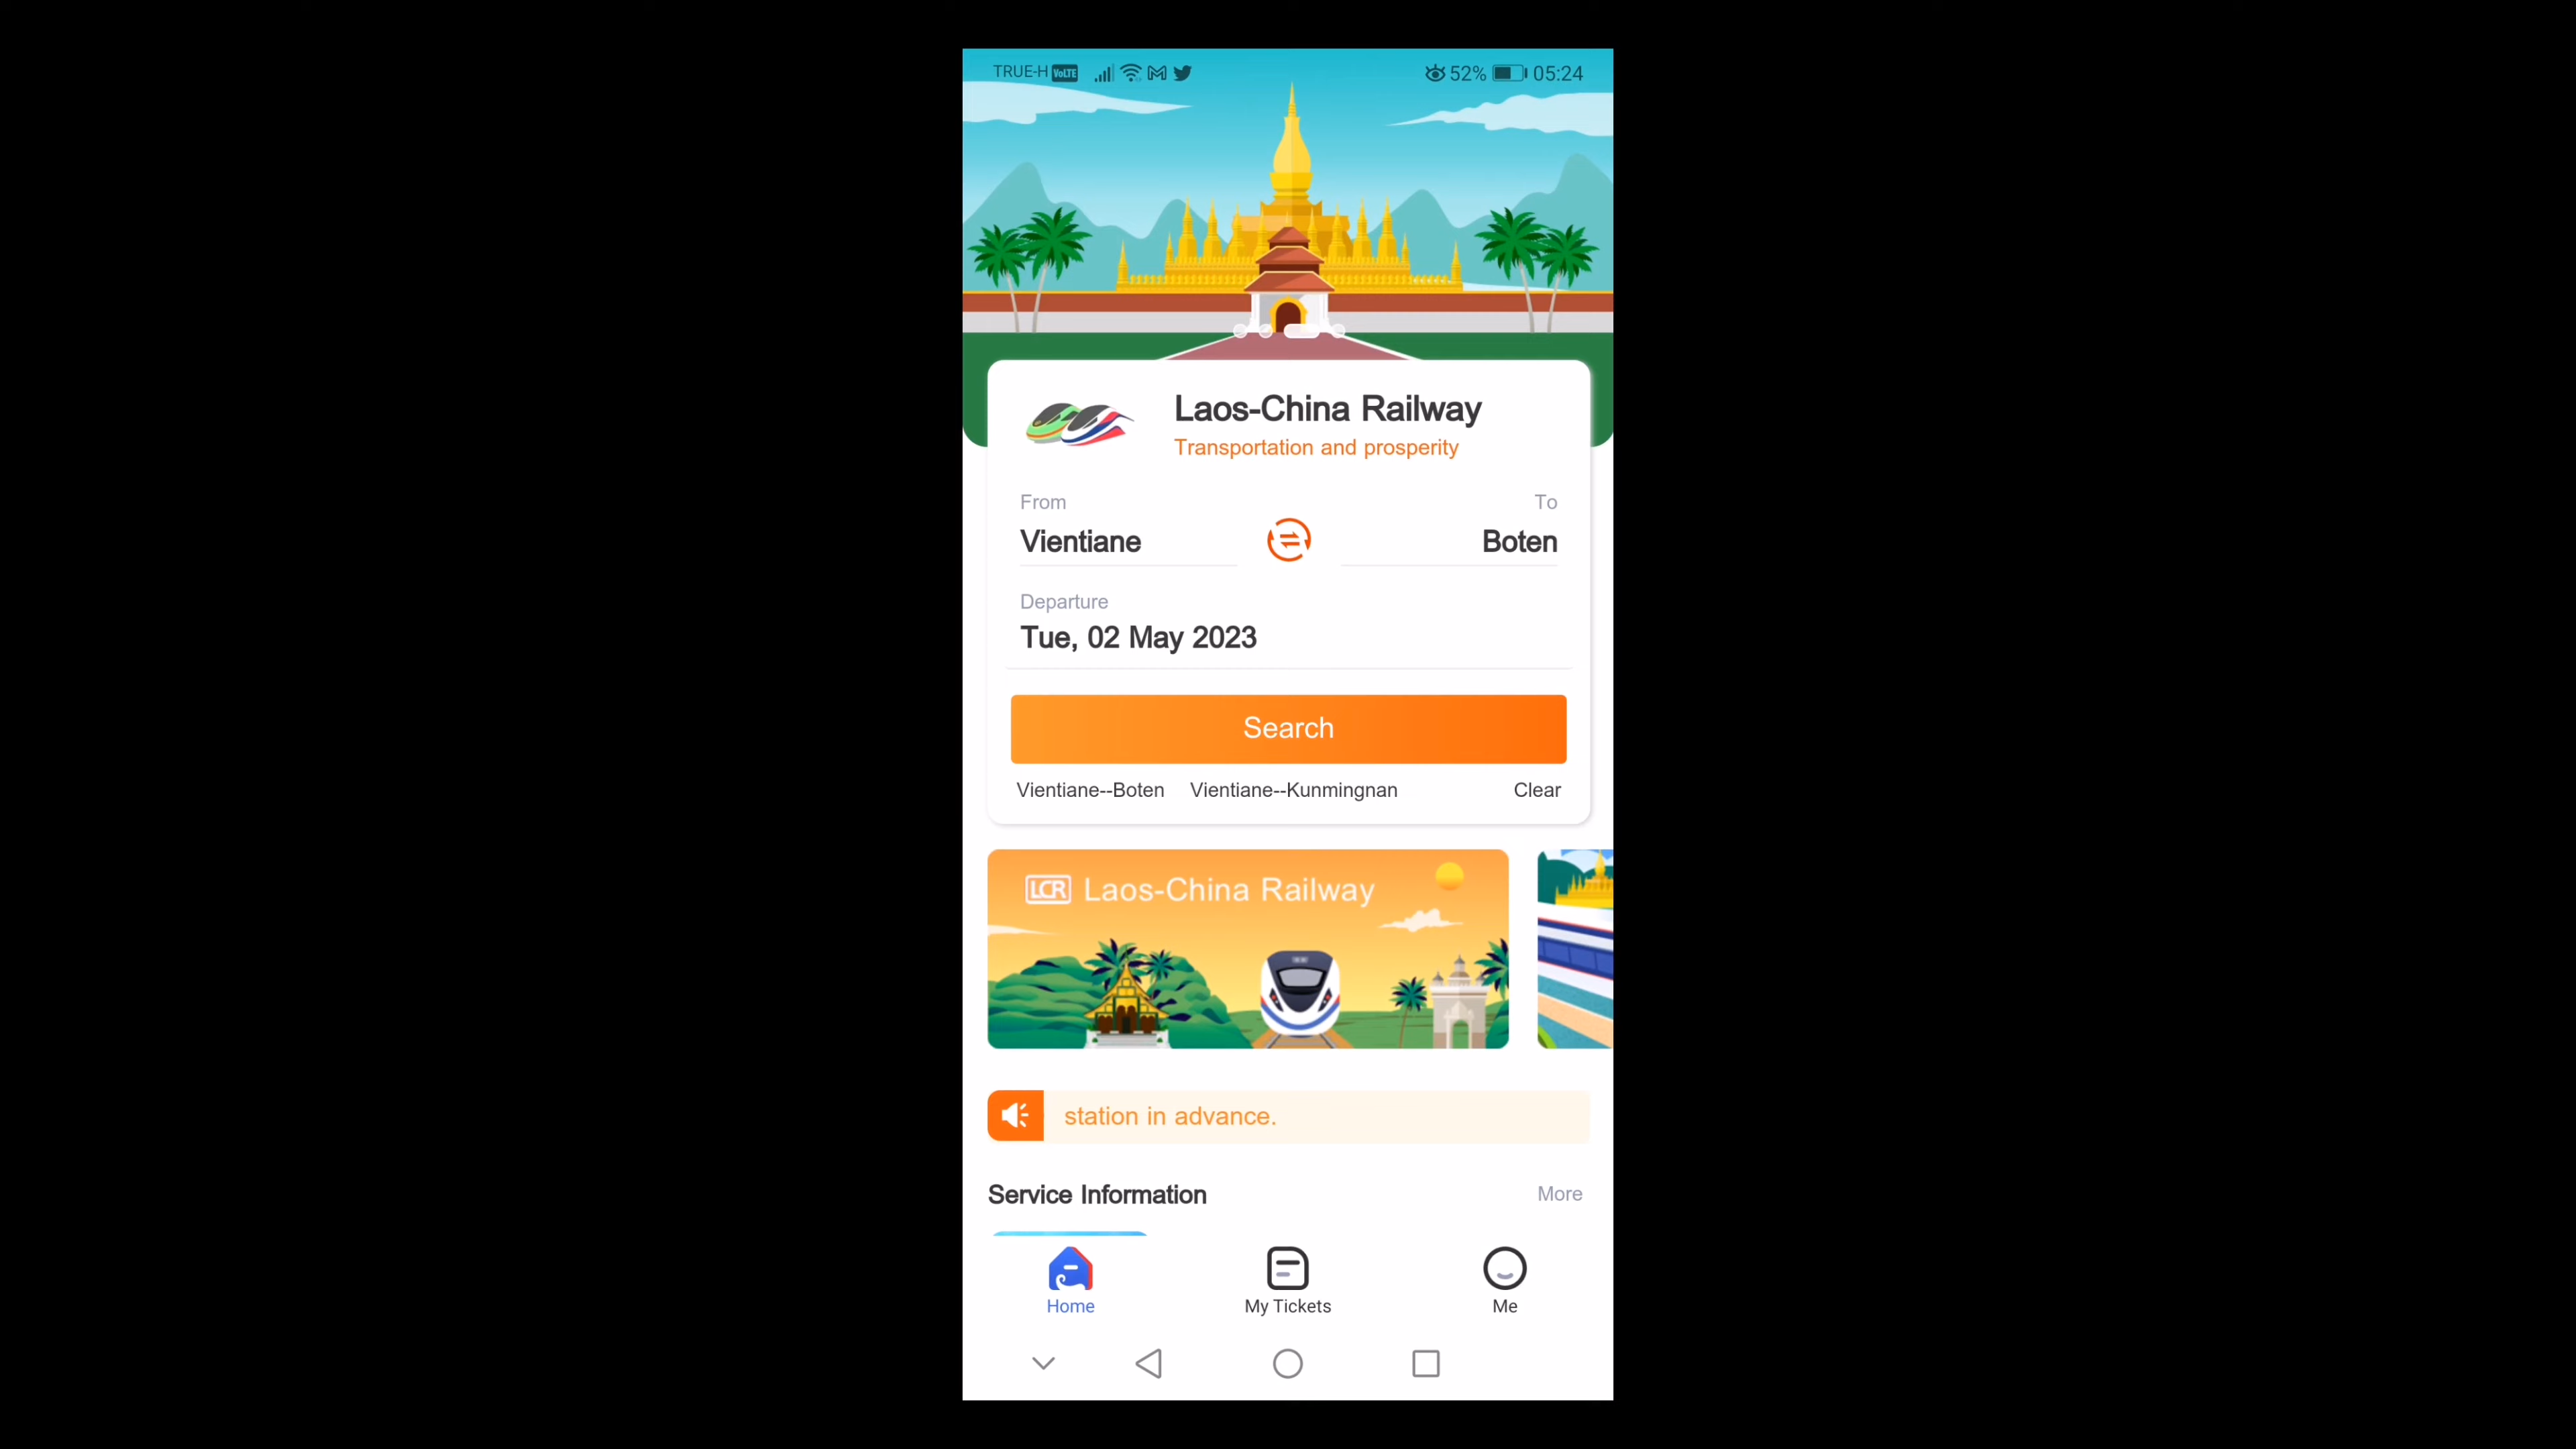 TRUE-H VoLTE 52% 05:24
Laos-China Railway
Transportation and prosperity
From To
Vientiane Boten
Departure
Tue, 02 May 2023
Search
Vientiane--Boten Vientiane--Kunmingnan Clear
LCR Laos-China Railway
station in advance.
Service Information More
Home My Tickets Me